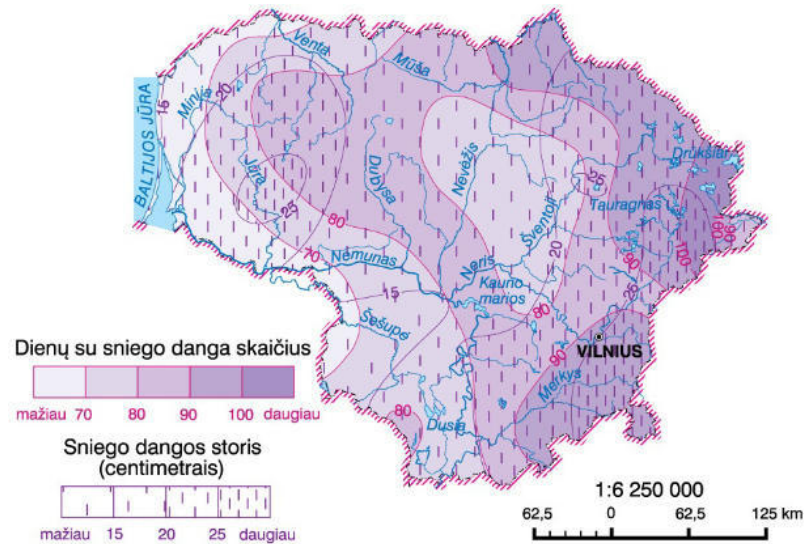 Venta
Mūša
15
20
Minija
BALTIJOS JŪRA
Jūra
25
Dubysa
Nevėžis
Šventoji
25
Drūkšiai
Tauragnas
80
70
Nemunas
Neris
20
90
100
100
90
Kauno
marios
15
25
80
Šešupė
90
VILNIUS
Merkys
80
Dusia
Dienų su sniego danga skaičius
mažiau 70 80 90 100 daugiau
Sniego dangos storis
(centimetrais)
mažiau 15 20 25 daugiau
1:6 250 000
62,5 0 62,5 125 km